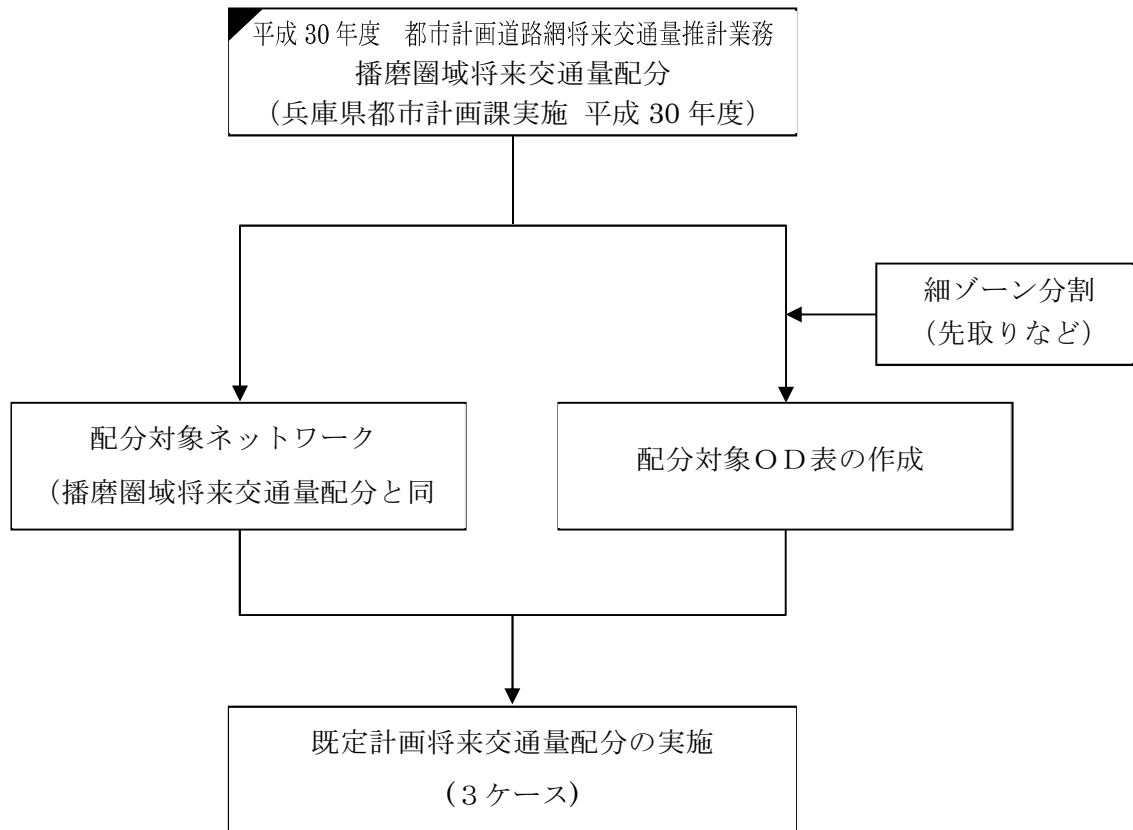 平成 30 年度　都市計画道路網将来交通量推計業務
播磨圏域将来交通量配分
（兵庫県都市計画課実施 平成 30 年度）
細ゾーン分割
（先取りなど）
配分対象ネットワーク
（播磨圏域将来交通量配分と同
配分対象ＯＤ表の作成
既定計画将来交通量配分の実施
（３ケース）